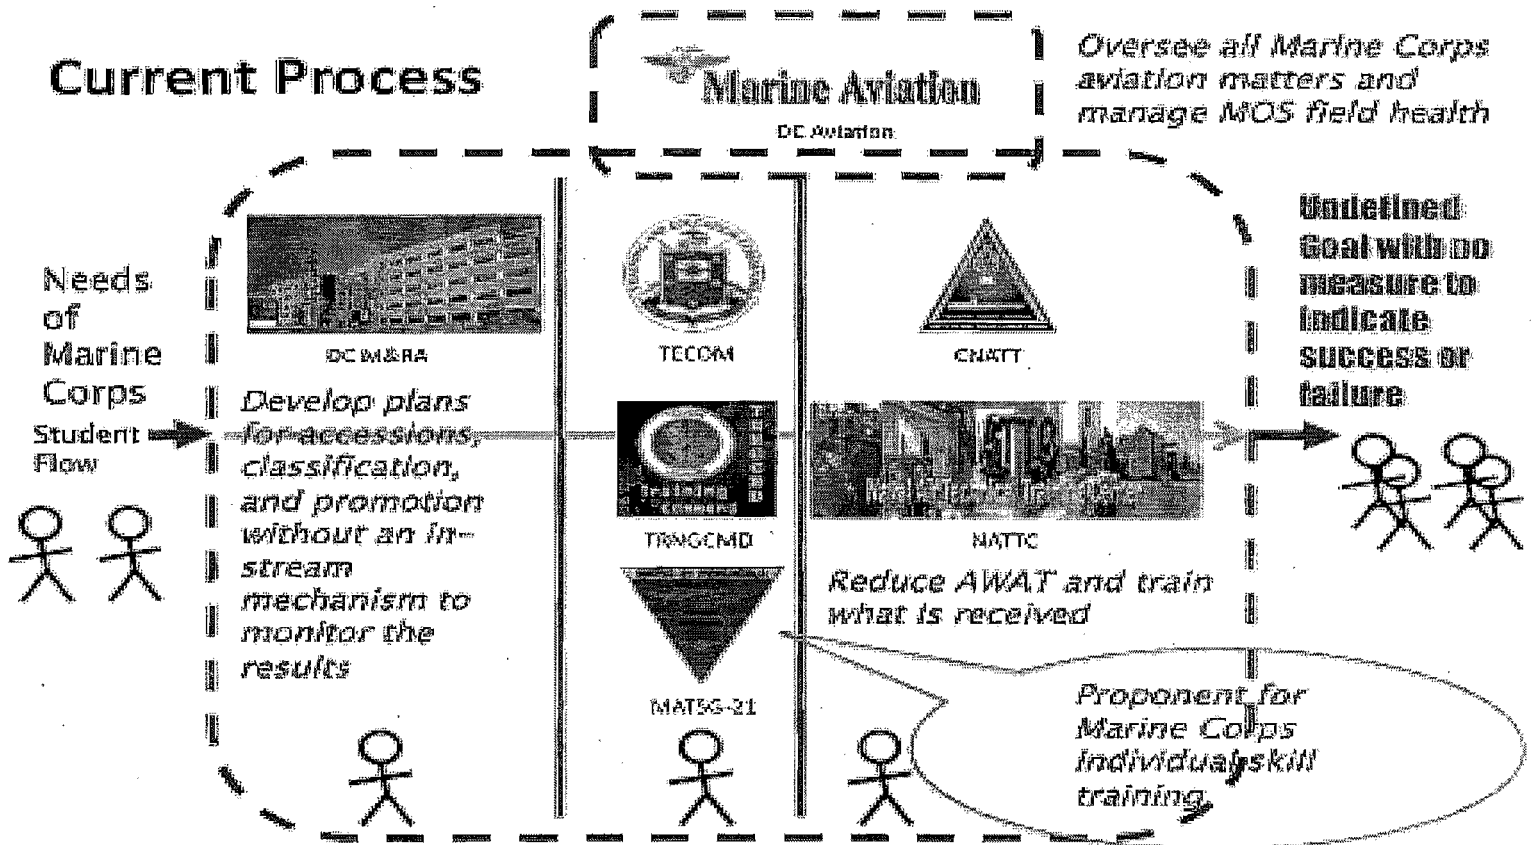 Current Process
Marine Aviation
DC Aviation
Oversee all Marine Corps
aviation matters and
manage MOS field health
Needs
of
Marine
Corps
Student
Flow
DC M&RA
Develop plans
for accessions,
classification,
and promotion
without an in-
stream
mechanism to
monitor the
results
TECOM
TRNGCMD
MATSG-21
CNATT
NATTC
Reduce AWAT and train
what is received
Proponent for
Marine Corps
individual skill
training
Undefined
Goal with no
measure to
indicate
success or
failure